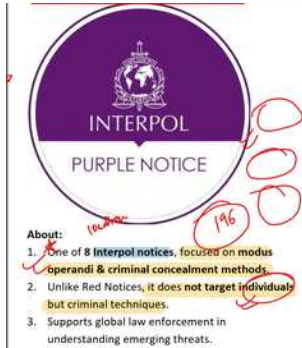 INTERPOL
PURPLE NOTICE
196
location
About:
1. One of 8 Interpol notices, focused on modus
operandi & criminal concealment methods.
2. Unlike Red Notices, it does not target individuals
but criminal techniques.
3. Supports global law enforcement in
understanding emerging threats.